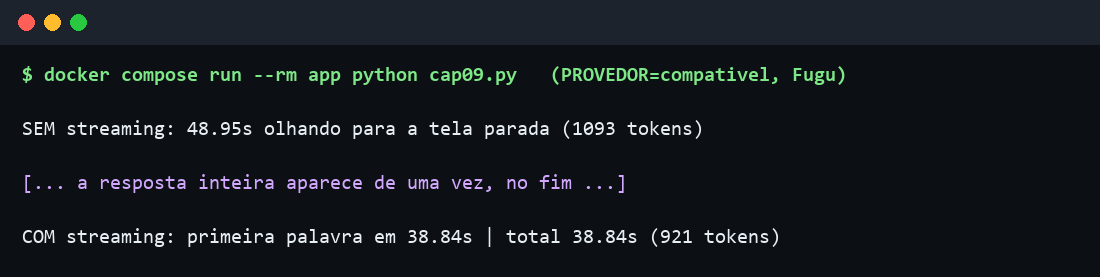 $ docker compose run --rm app python cap09.py (PROVEDOR=compativel, Fugu)
SEM streaming: 48.95s olhando para a tela parada (1093 tokens)
[... a resposta inteira aparece de uma vez, no fim ...]
COM streaming: primeira palavra em 38.84s | total 38.84s (921 tokens)